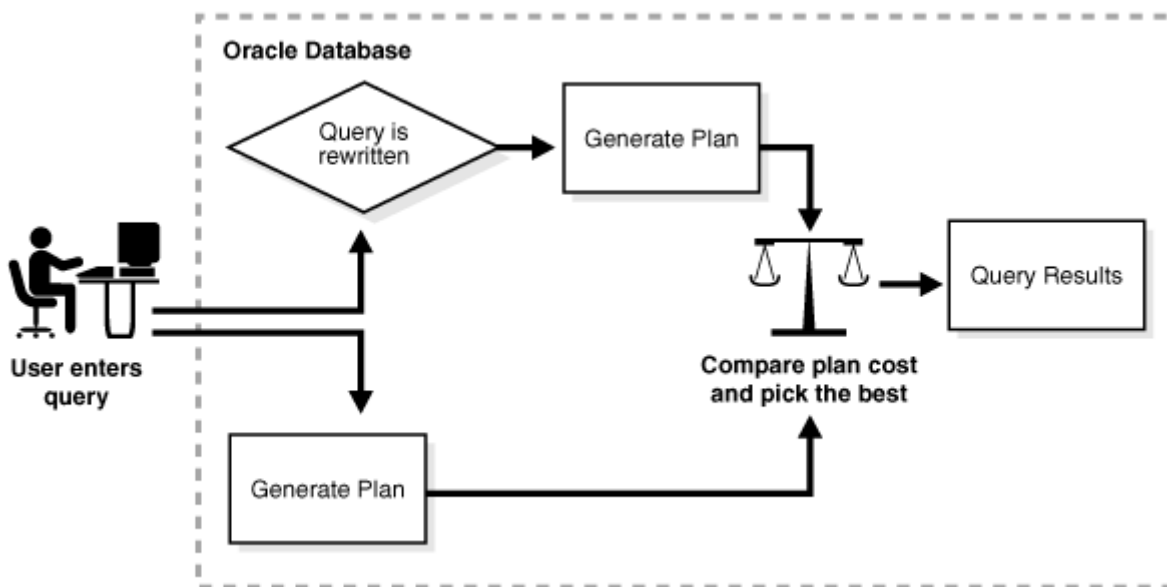 Oracle Database
Query is
rewritten
Generate Plan
Query Results
User enters
query
Compare plan cost
and pick the best
Generate Plan